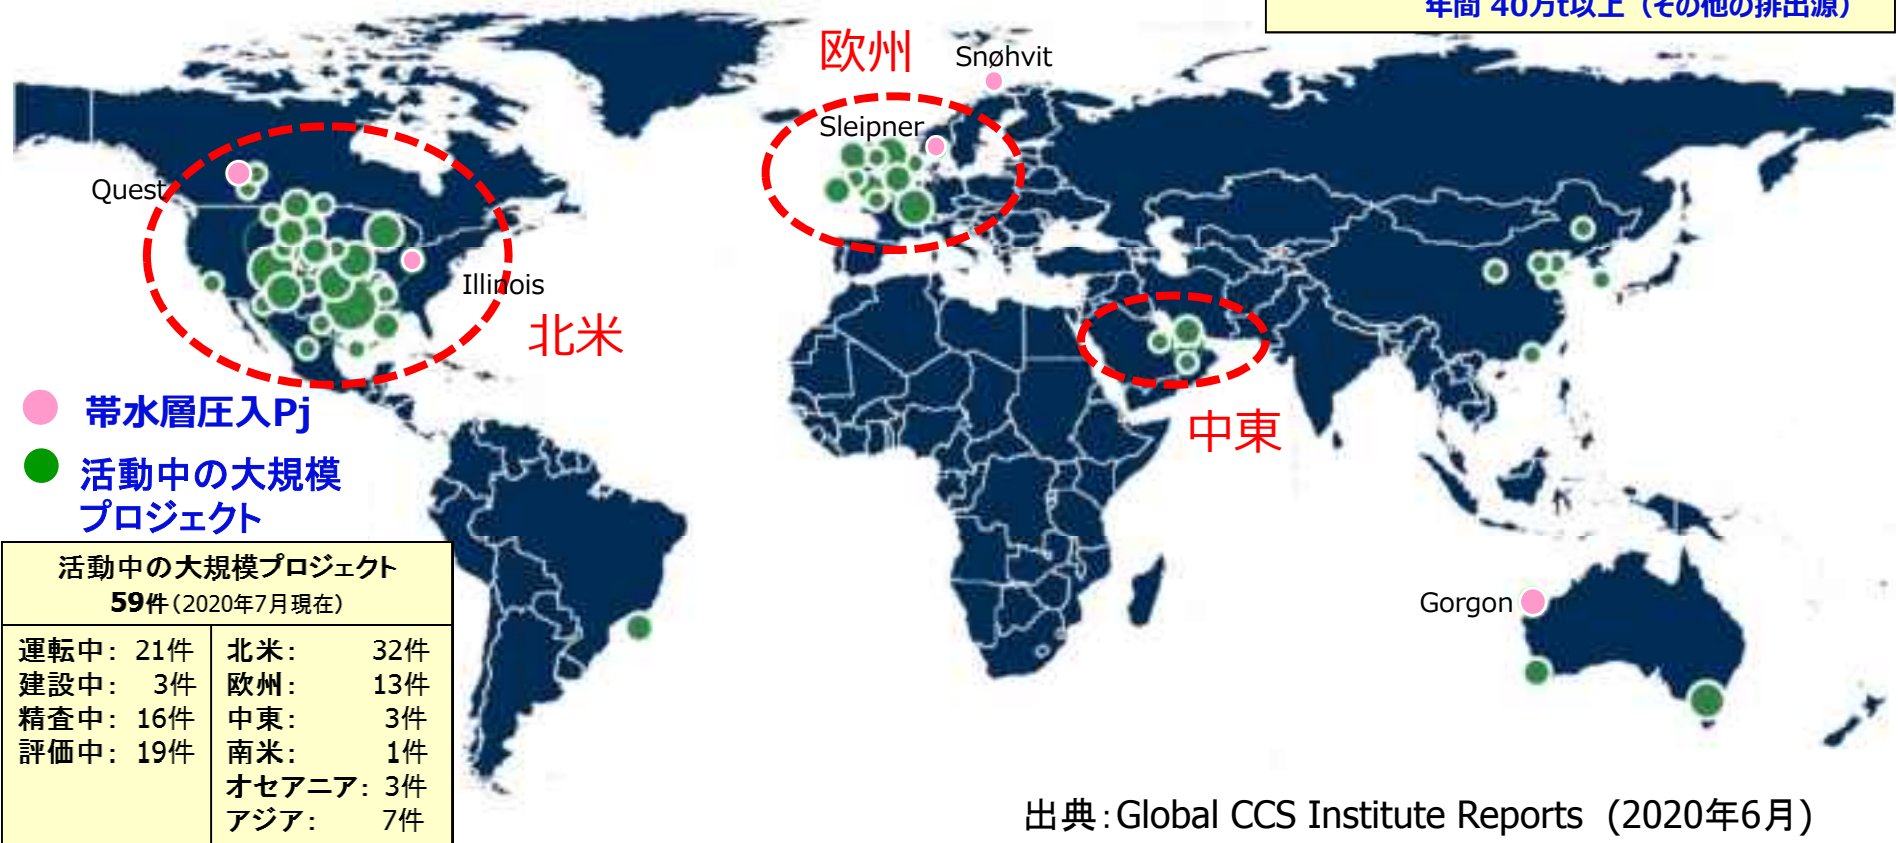 年間 40万t以上（その他の排出源）
欧州
Snøhvit
Sleipner
Quest
Illinois
北米
中東
帯水層圧入Pj
活動中の大規模
プロジェクト
活動中の大規模プロジェクト
59件（2020年7月現在）
運転中： 21件
建設中： 3件
精査中： 16件
評価中： 19件
北米： 32件
欧州： 13件
中東： 3件
南米： 1件
オセアニア： 3件
アジア： 7件
Gorgon
出典：Global CCS Institute Reports (2020年6月)